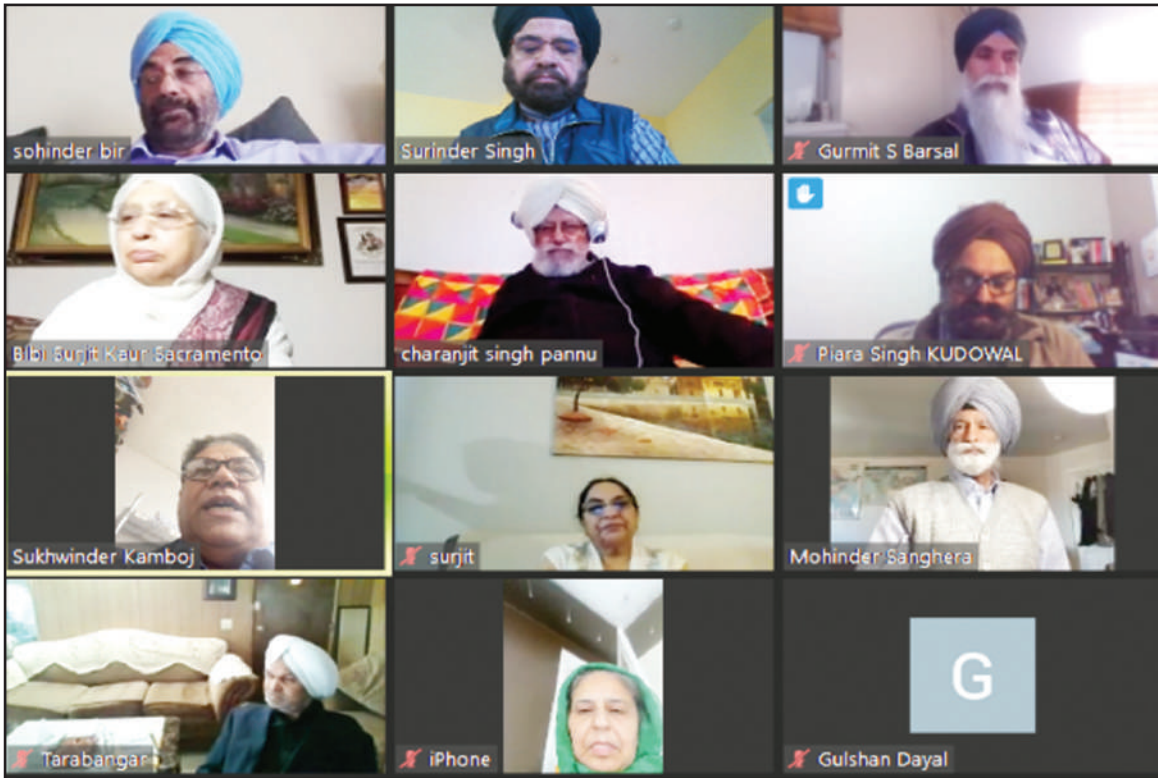 sohinder bir
Surinder Singh
Gurmit S Barsal
Bibi Surjit Kaur Sacramento
charanjit singh pannu
Piara Singh KUDOWAL
Sukhwinder Kamboj
surjit
Mohinder Sanghera
Tarabangar
iPhone
G
Gulshan Dayal